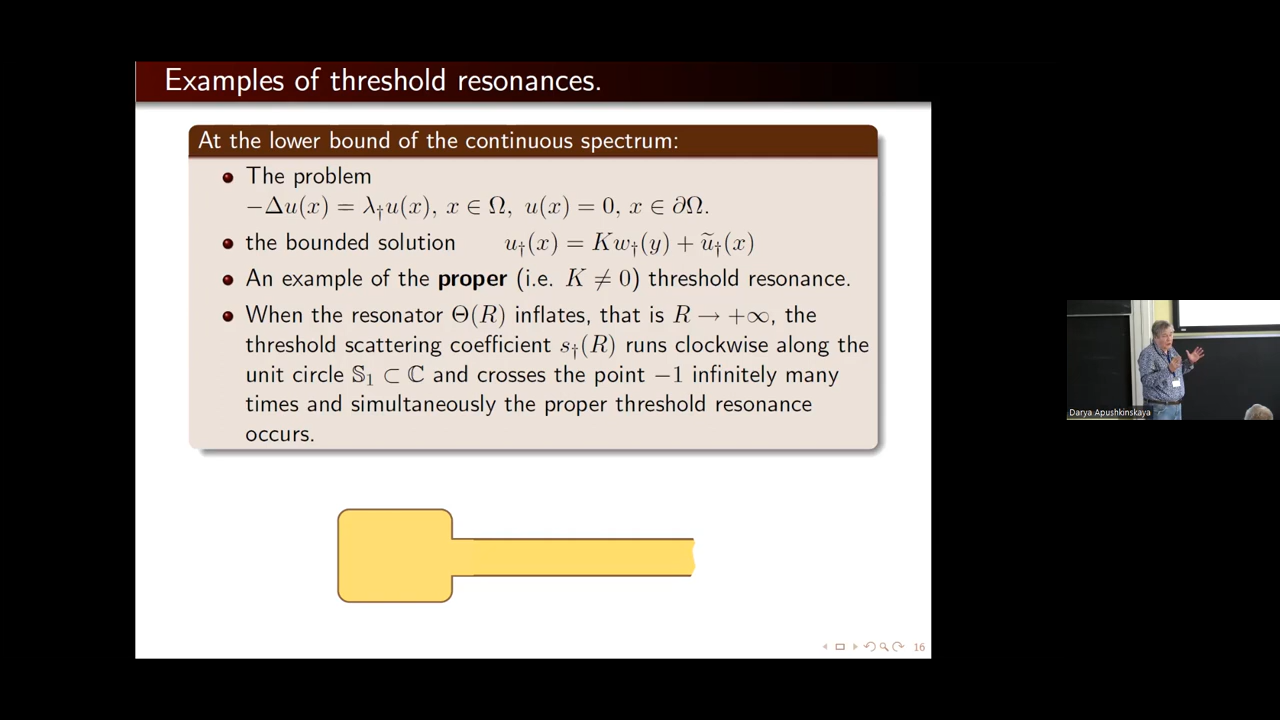 Examples of threshold resonances.
At the lower bound of the continuous spectrum:
The problem
−Δu(x) = λ†u(x), x ∈ Ω, u(x) = 0, x ∈ ∂Ω.
the bounded solution u†(x) = Kw†(y) + ũ†(x)
An example of the proper (i.e. K ≠ 0) threshold resonance.
When the resonator Θ(R) inflates, that is R → +∞, the
threshold scattering coefficient s†(R) runs clockwise along the
unit circle 𝕊₁ ⊂ ℂ and crosses the point −1 infinitely many
times and simultaneously the proper threshold resonance
occurs.
16
Darya Apushkinskaya